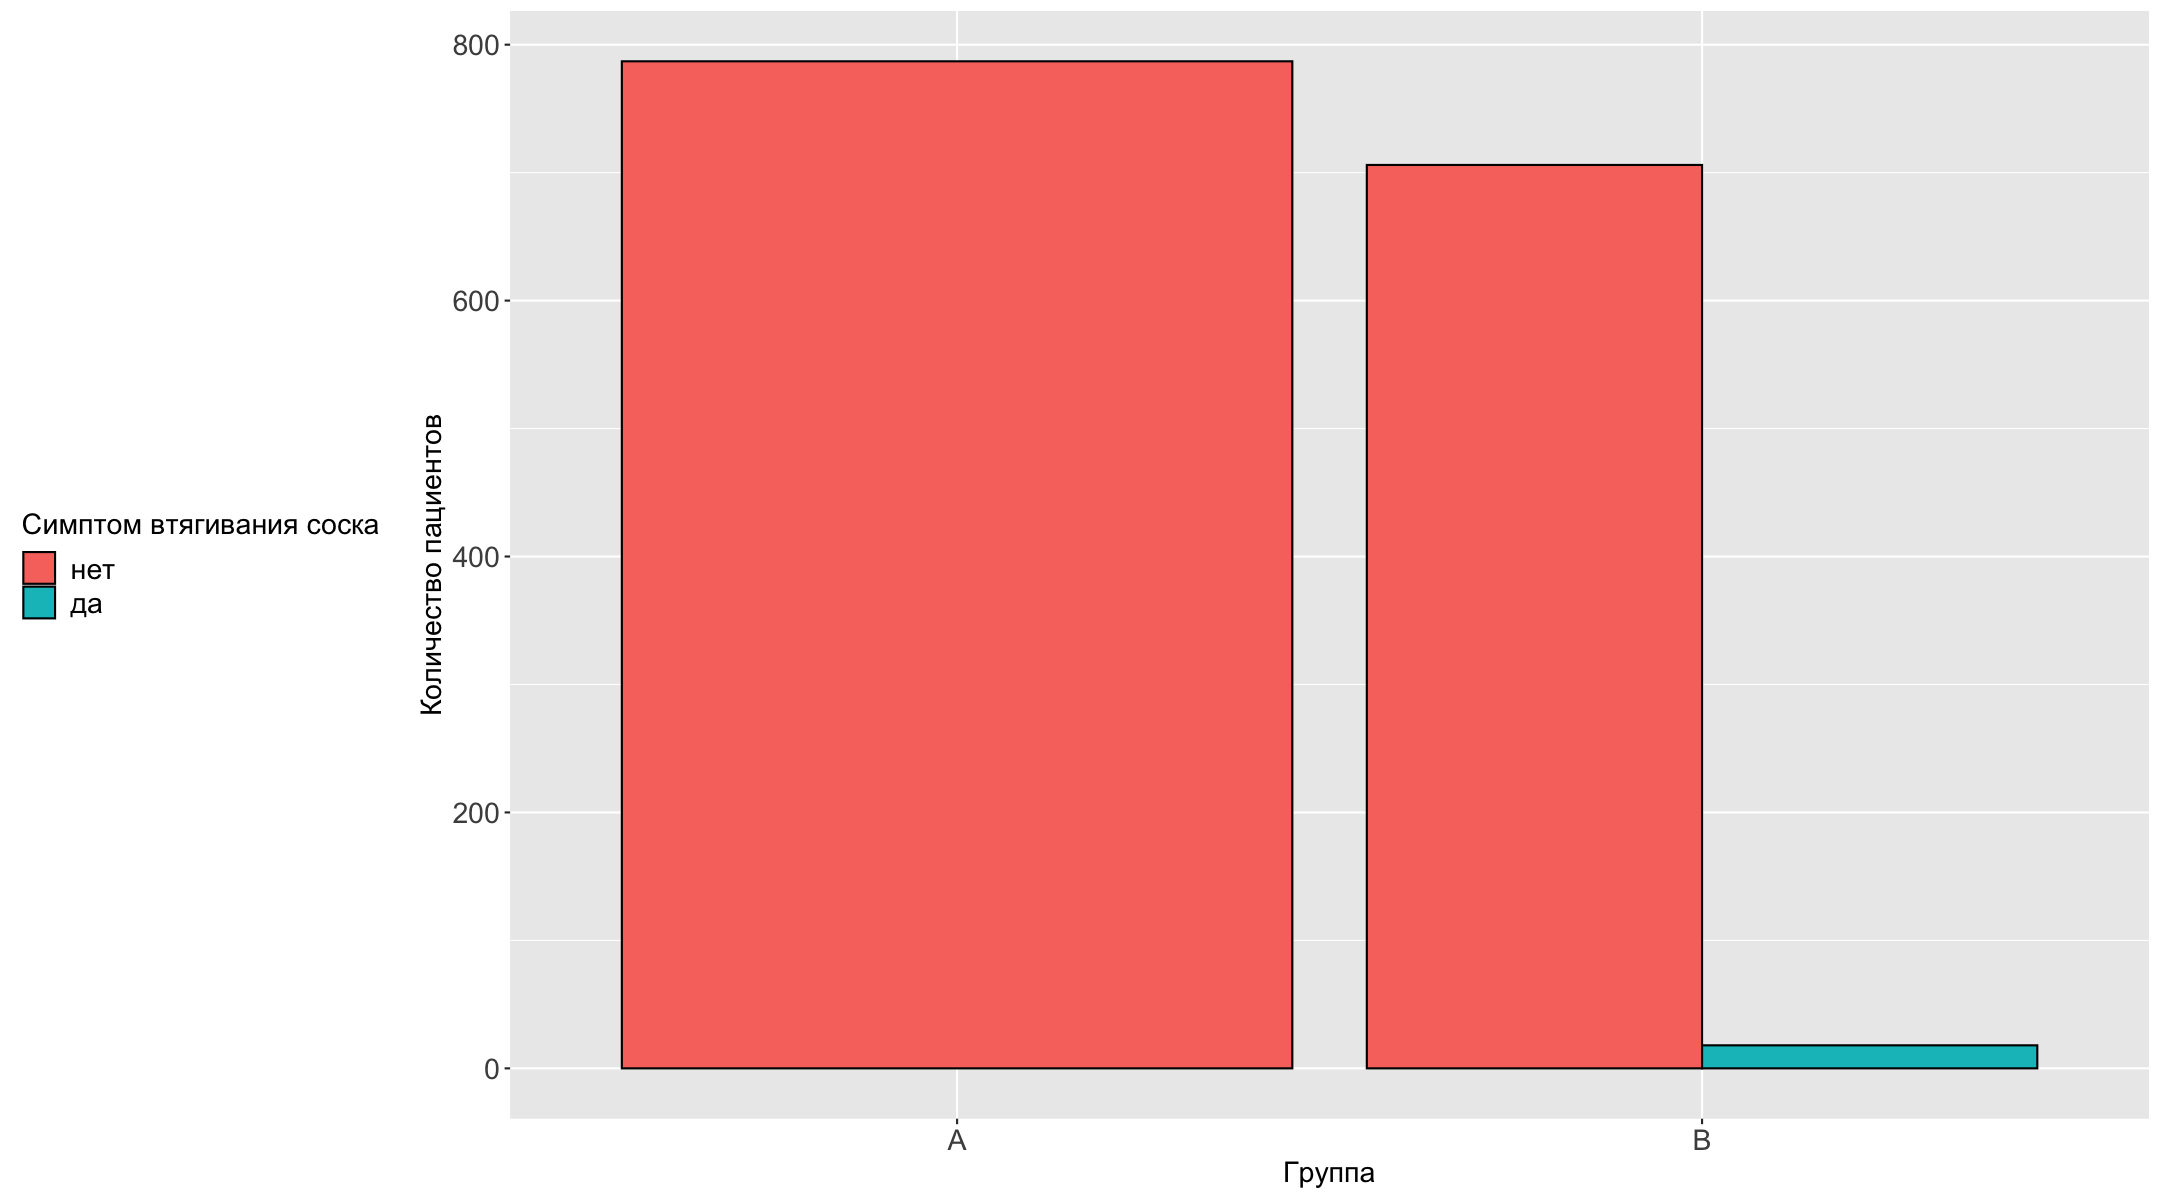 Симптом втягивания соска
нет
да
Количество пациентов
800
600
400
200
0
A
B
Группа